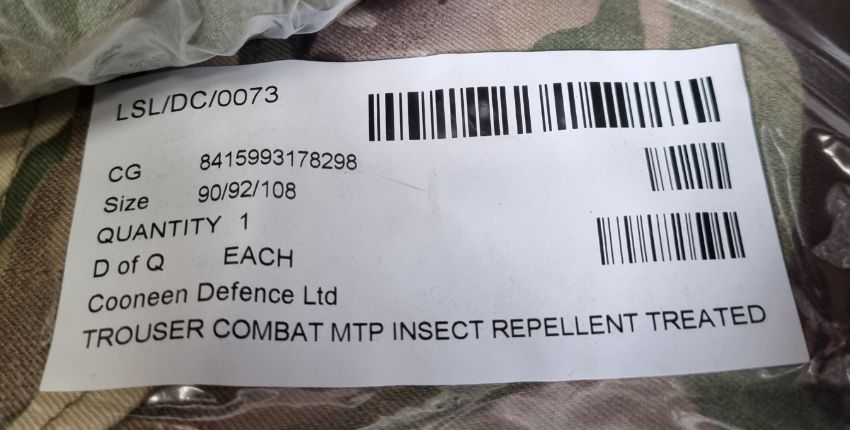 LSL/DC/0073
CG 8415993178298
Size 90/92/108
QUANTITY 1
D of Q EACH
Cooneen Defence Ltd
TROUSER COMBAT MTP INSECT REPELLENT TREATED